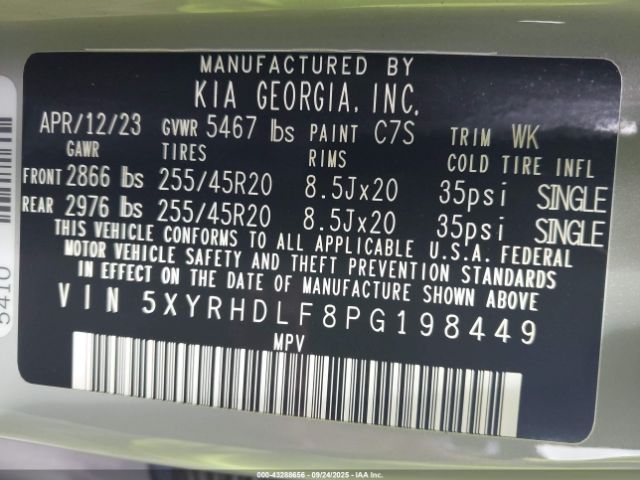 MANUFACTURED BY
KIA GEORGIA, INC.
APR/12/23 GVWR 5467 lbs PAINT C7S TRIM WK
GAWR TIRES RIMS COLD TIRE INFL
FRONT 2866 lbs 255/45R20 8.5Jx20 35psi SINGLE
REAR 2976 lbs 255/45R20 8.5Jx20 35psi SINGLE
THIS VEHICLE CONFORMS TO ALL APPLICABLE U.S.A. FEDERAL
MOTOR VEHICLE SAFETY AND THEFT PREVENTION STANDARDS
IN EFFECT ON THE DATE OF MANUFACTURE SHOWN ABOVE
VIN 5XYRHDLF8PG198449
MPV
5410
000-43288656 - 09/24/2025 - IAA Inc.